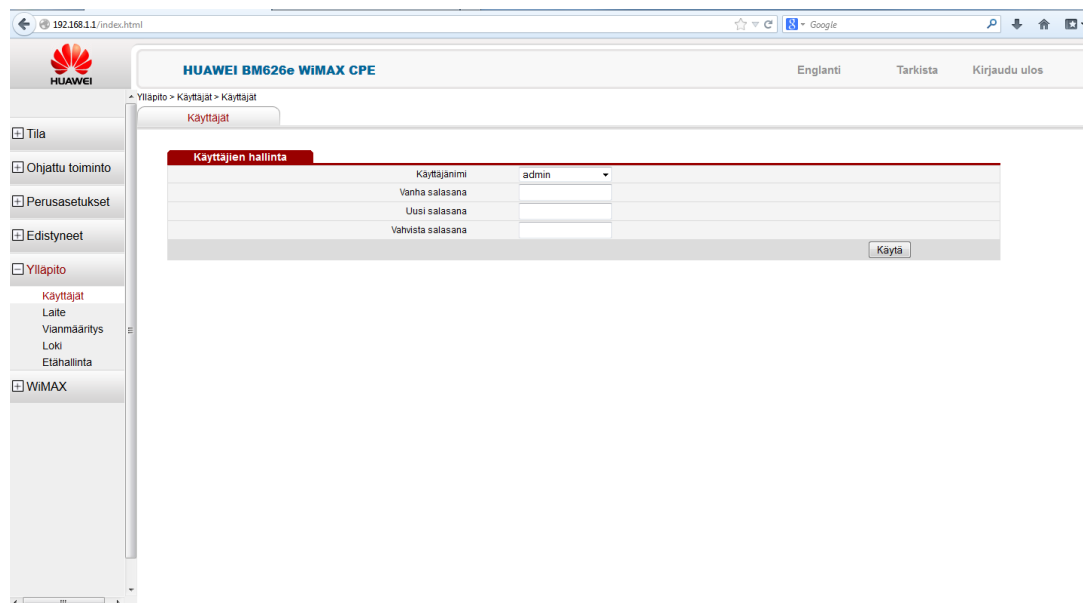 192.168.1.1/index.html
Google
HUAWEI
HUAWEI BM626e WiMAX CPE
Englanti
Tarkista
Kirjaudu ulos
Ylläpito > Käyttäjät > Käyttäjät
Käyttäjät
Tila
Ohjattu toiminto
Perusasetukset
Edistyneet
Ylläpito
Käyttäjät
Laite
Vianmääritys
Loki
Etähallinta
WiMAX
Käyttäjien hallinta
Käyttäjänimi admin
Vanha salasana
Uusi salasana
Vahvista salasana
Käytä